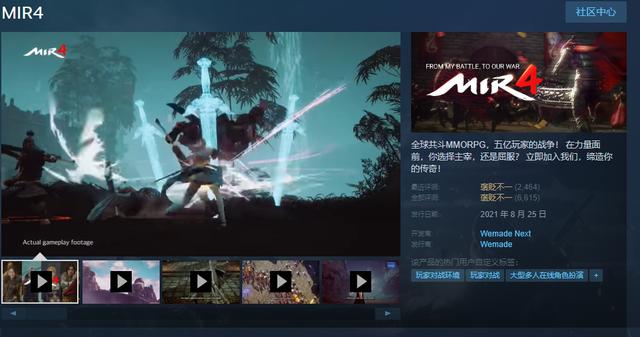 MIR4
社区中心
MIR4
FROM MY BATTLE, TO OUR WAR
MIR4
全球共斗MMORPG，五亿玩家的战争！ 在力量面
前，你选择主宰，还是屈服？ 立即加入我们，缔造你
的传奇！
最近评测： 褒贬不一 (2,464)
全部评测： 褒贬不一 (6,615)
发行日期： 2021 年 8 月 25 日
开发商： Wemade Next
发行商： Wemade
该产品的热门用户自定义标签：
玩家对战环境 玩家对战 大型多人在线角色扮演 +
Actual gameplay footage